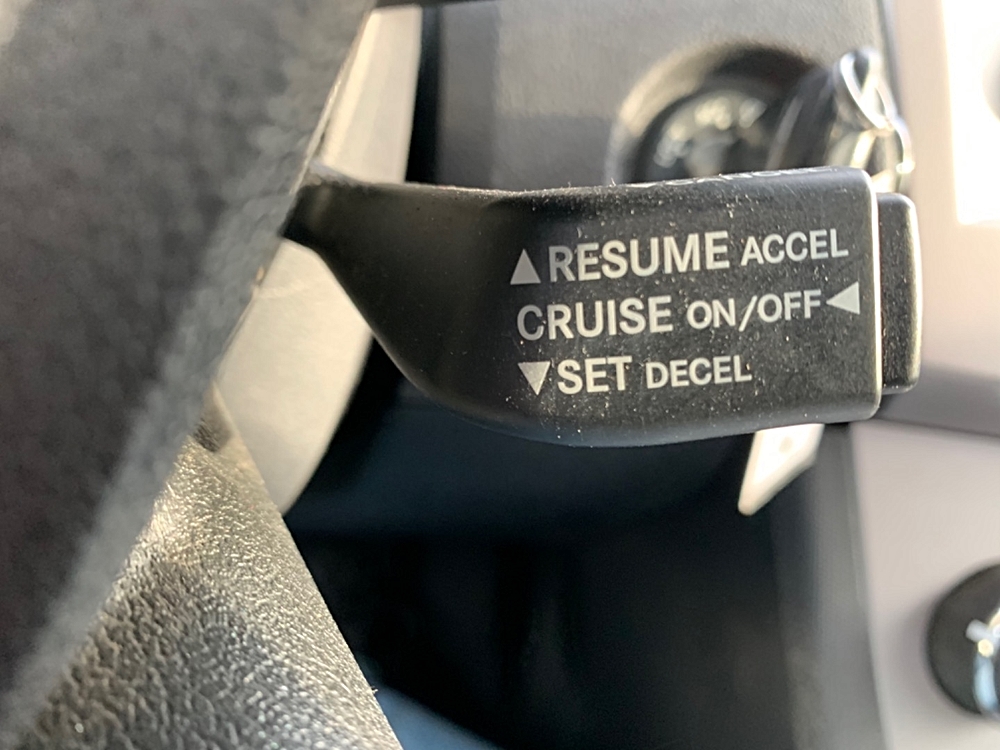 ▲RESUME ACCEL
CRUISE ON/OFF◀
▼SET DECEL